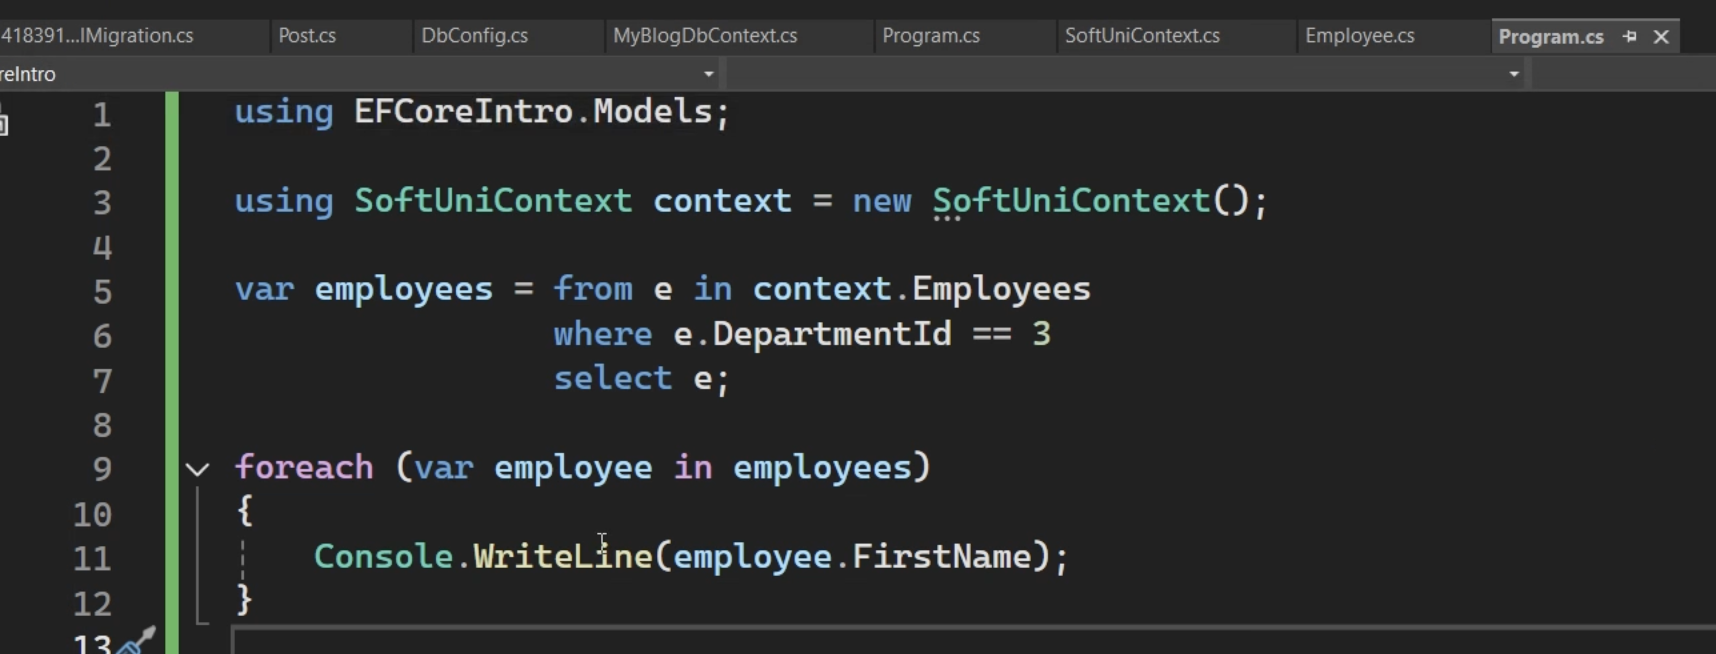 418391...IMigration.cs Post.cs DbConfig.cs MyBlogDbContext.cs Program.cs SoftUniContext.cs Employee.cs Program.cs
reIntro
1 using EFCoreIntro.Models;
2
3 using SoftUniContext context = new SoftUniContext();
4
5 var employees = from e in context.Employees
6 where e.DepartmentId == 3
7 select e;
8
9 foreach (var employee in employees)
10 {
11 Console.WriteLine(employee.FirstName);
12 }
13